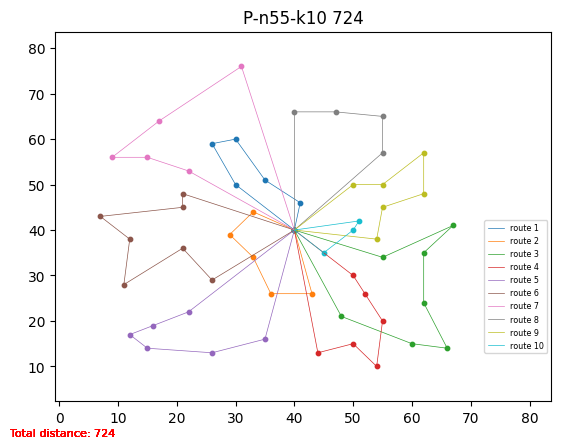 P-n55-k10 724
80
70
60
50
40
30
20
10
0 10 20 30 40 50 60 70 80
route 1
route 2
route 3
route 4
route 5
route 6
route 7
route 8
route 9
route 10
Total distance: 724